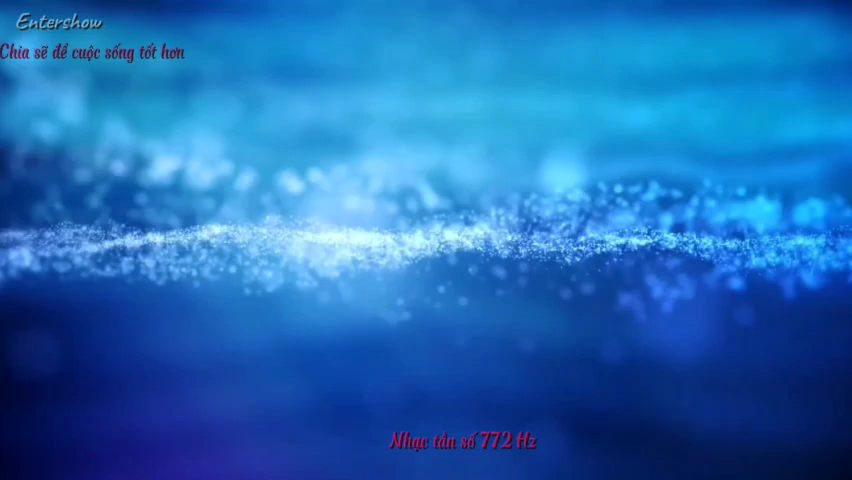 Entershow
Chia sẽ để cuộc sống tốt hơn
Nhạc tần số 772 Hz